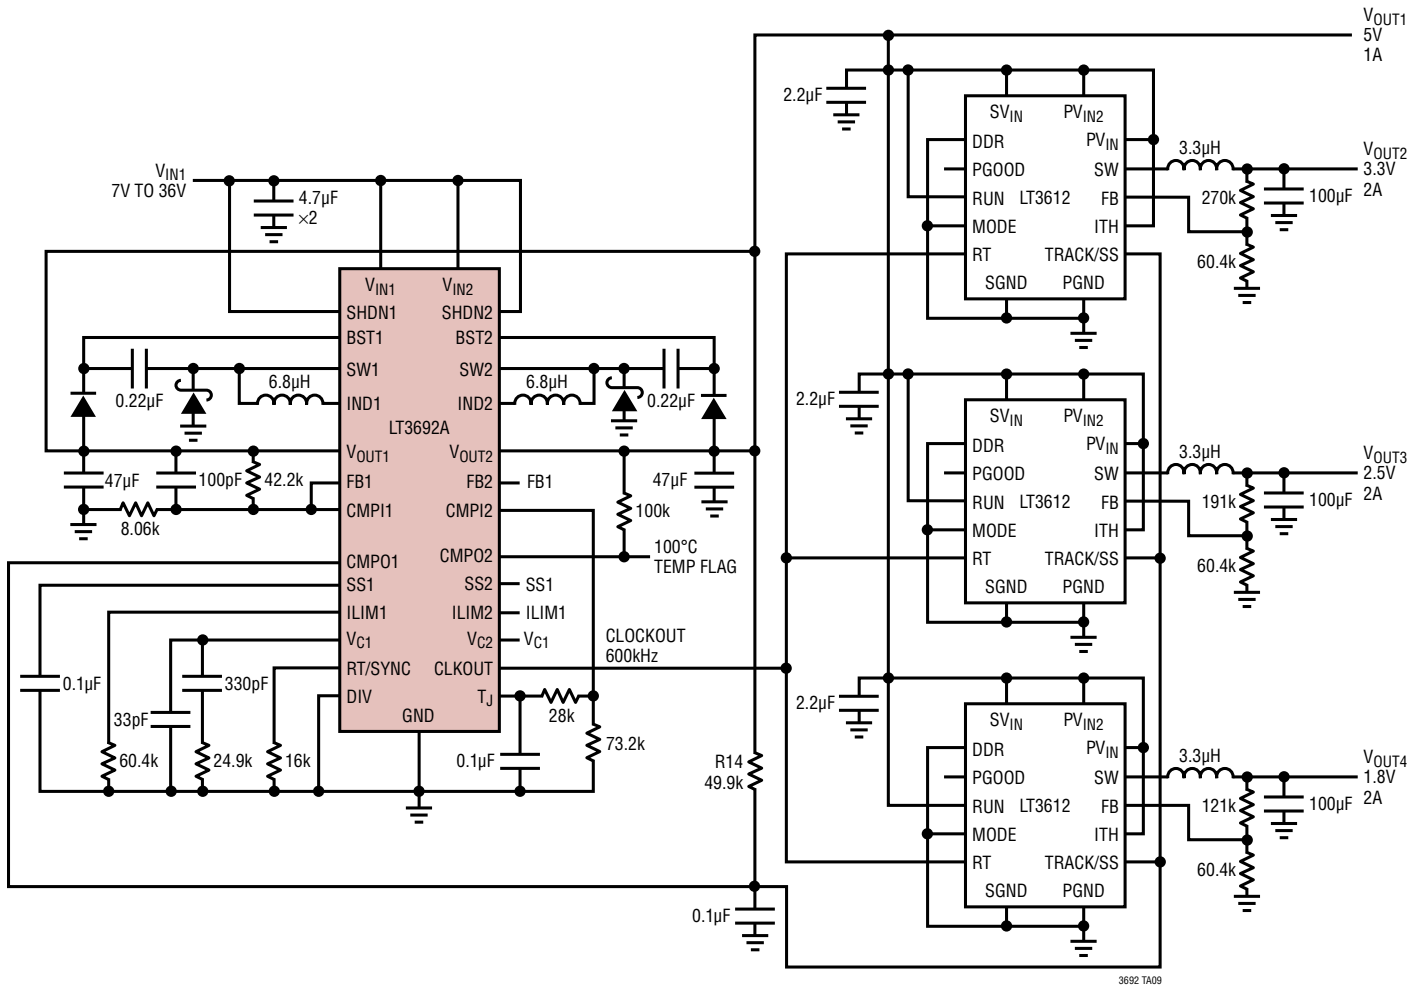 VOUT1
5V
1A
2.2µF
SVIN
PVIN2
DDR
PVIN
PGOOD
SW
RUN
LT3612
FB
MODE
ITH
RT
TRACK/SS
SGND
PGND
3.3µH
VOUT2
3.3V
2A
270k
100µF
60.4k
VIN1
7V TO 36V
4.7µF
×2
VIN1
VIN2
SHDN1
SHDN2
BST1
BST2
SW1
SW2
IND1
IND2
LT3692A
VOUT1
VOUT2
FB1
FB2
FB1
CMPI1
CMPI2
CMPO1
CMPO2
SS1
SS2
SS1
ILIM1
ILIM2
ILIM1
VC1
VC2
VC1
RT/SYNC
CLKOUT
DIV
TJ
GND
0.22µF
6.8µH
6.8µH
0.22µF
47µF
100pF
42.2k
8.06k
47µF
100k
100°C
TEMP FLAG
CLOCKOUT
600kHz
0.1µF
330pF
33pF
60.4k
24.9k
16k
28k
73.2k
0.1µF
R14
49.9k
0.1µF
2.2µF
SVIN
PVIN2
DDR
PVIN
PGOOD
SW
RUN
LT3612
FB
MODE
ITH
RT
TRACK/SS
SGND
PGND
3.3µH
VOUT3
2.5V
2A
191k
100µF
60.4k
2.2µF
SVIN
PVIN2
DDR
PVIN
PGOOD
SW
RUN
LT3612
FB
MODE
ITH
RT
TRACK/SS
SGND
PGND
3.3µH
VOUT4
1.8V
2A
121k
100µF
60.4k
3692 TA09